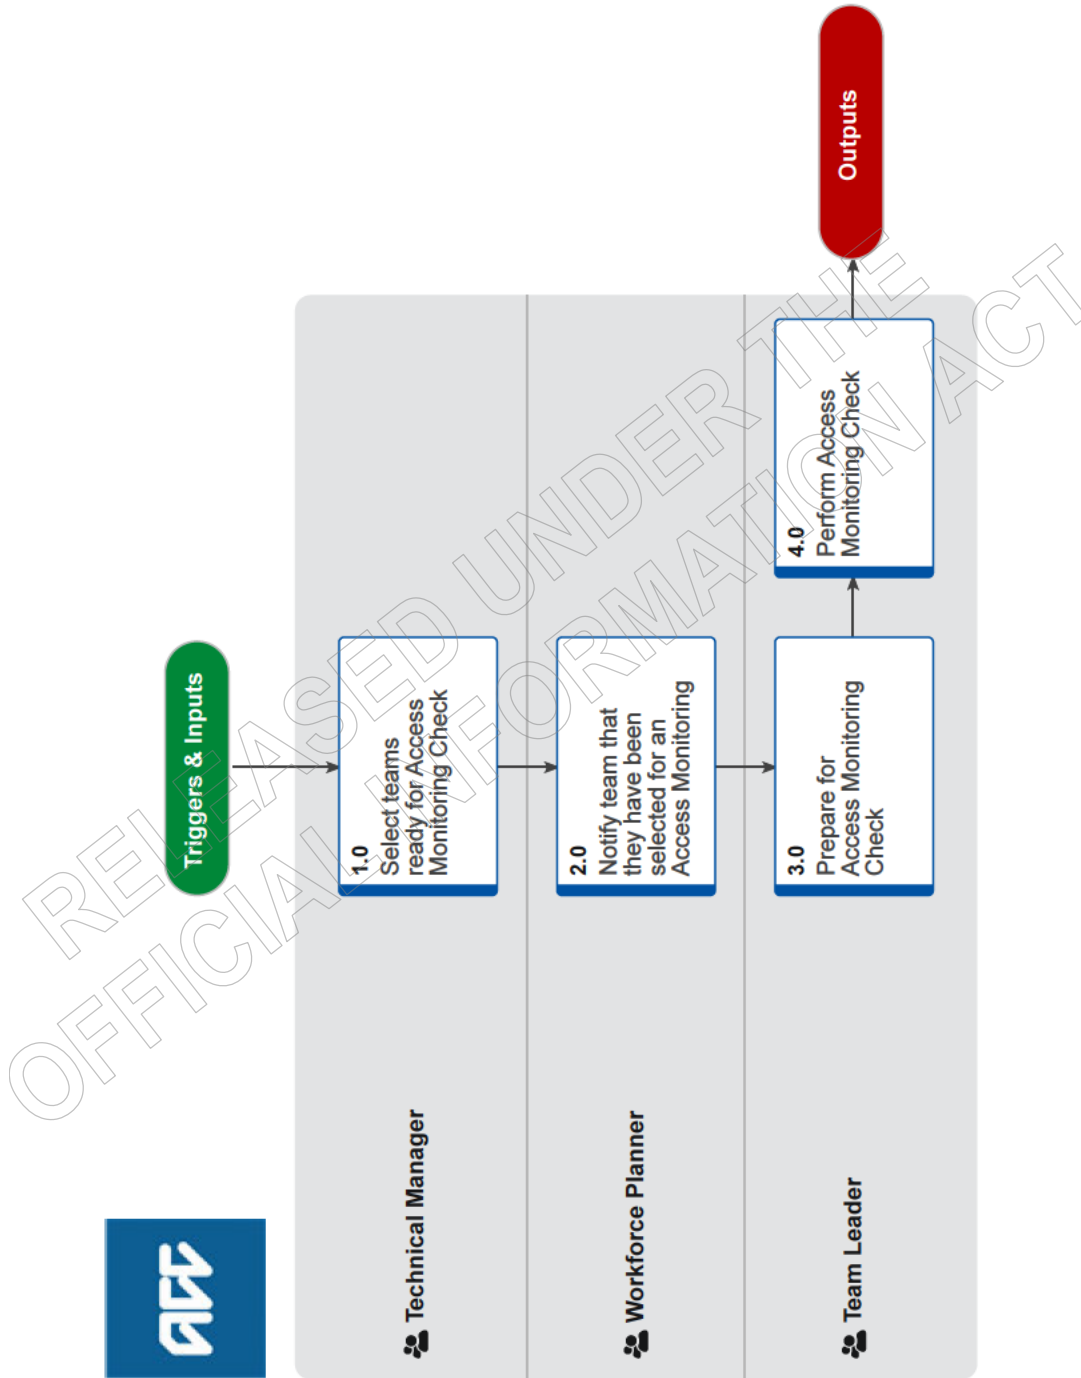 ACC
Triggers & Inputs
Technical Manager
1.0
Select teams
ready for Access
Monitoring Check
Workforce Planner
2.0
Notify team that
they have been
selected for an
Access Monitoring
Team Leader
3.0
Prepare for
Access Monitoring
Check
4.0
Perform Access
Monitoring Check
Outputs
RELEASED UNDER THE
OFFICIAL INFORMATION ACT